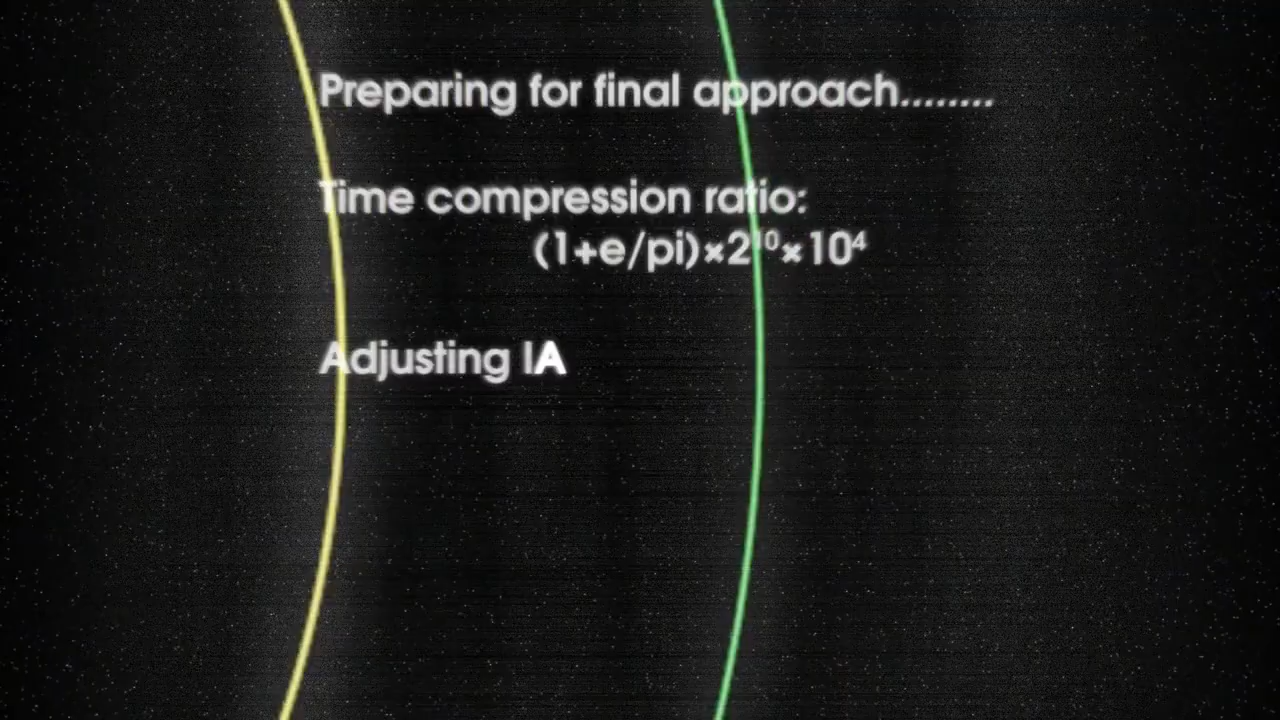 Preparing for final approach........
Time compression ratio:
(1+e/pi)×2¹⁰×10⁴
Adjusting IA